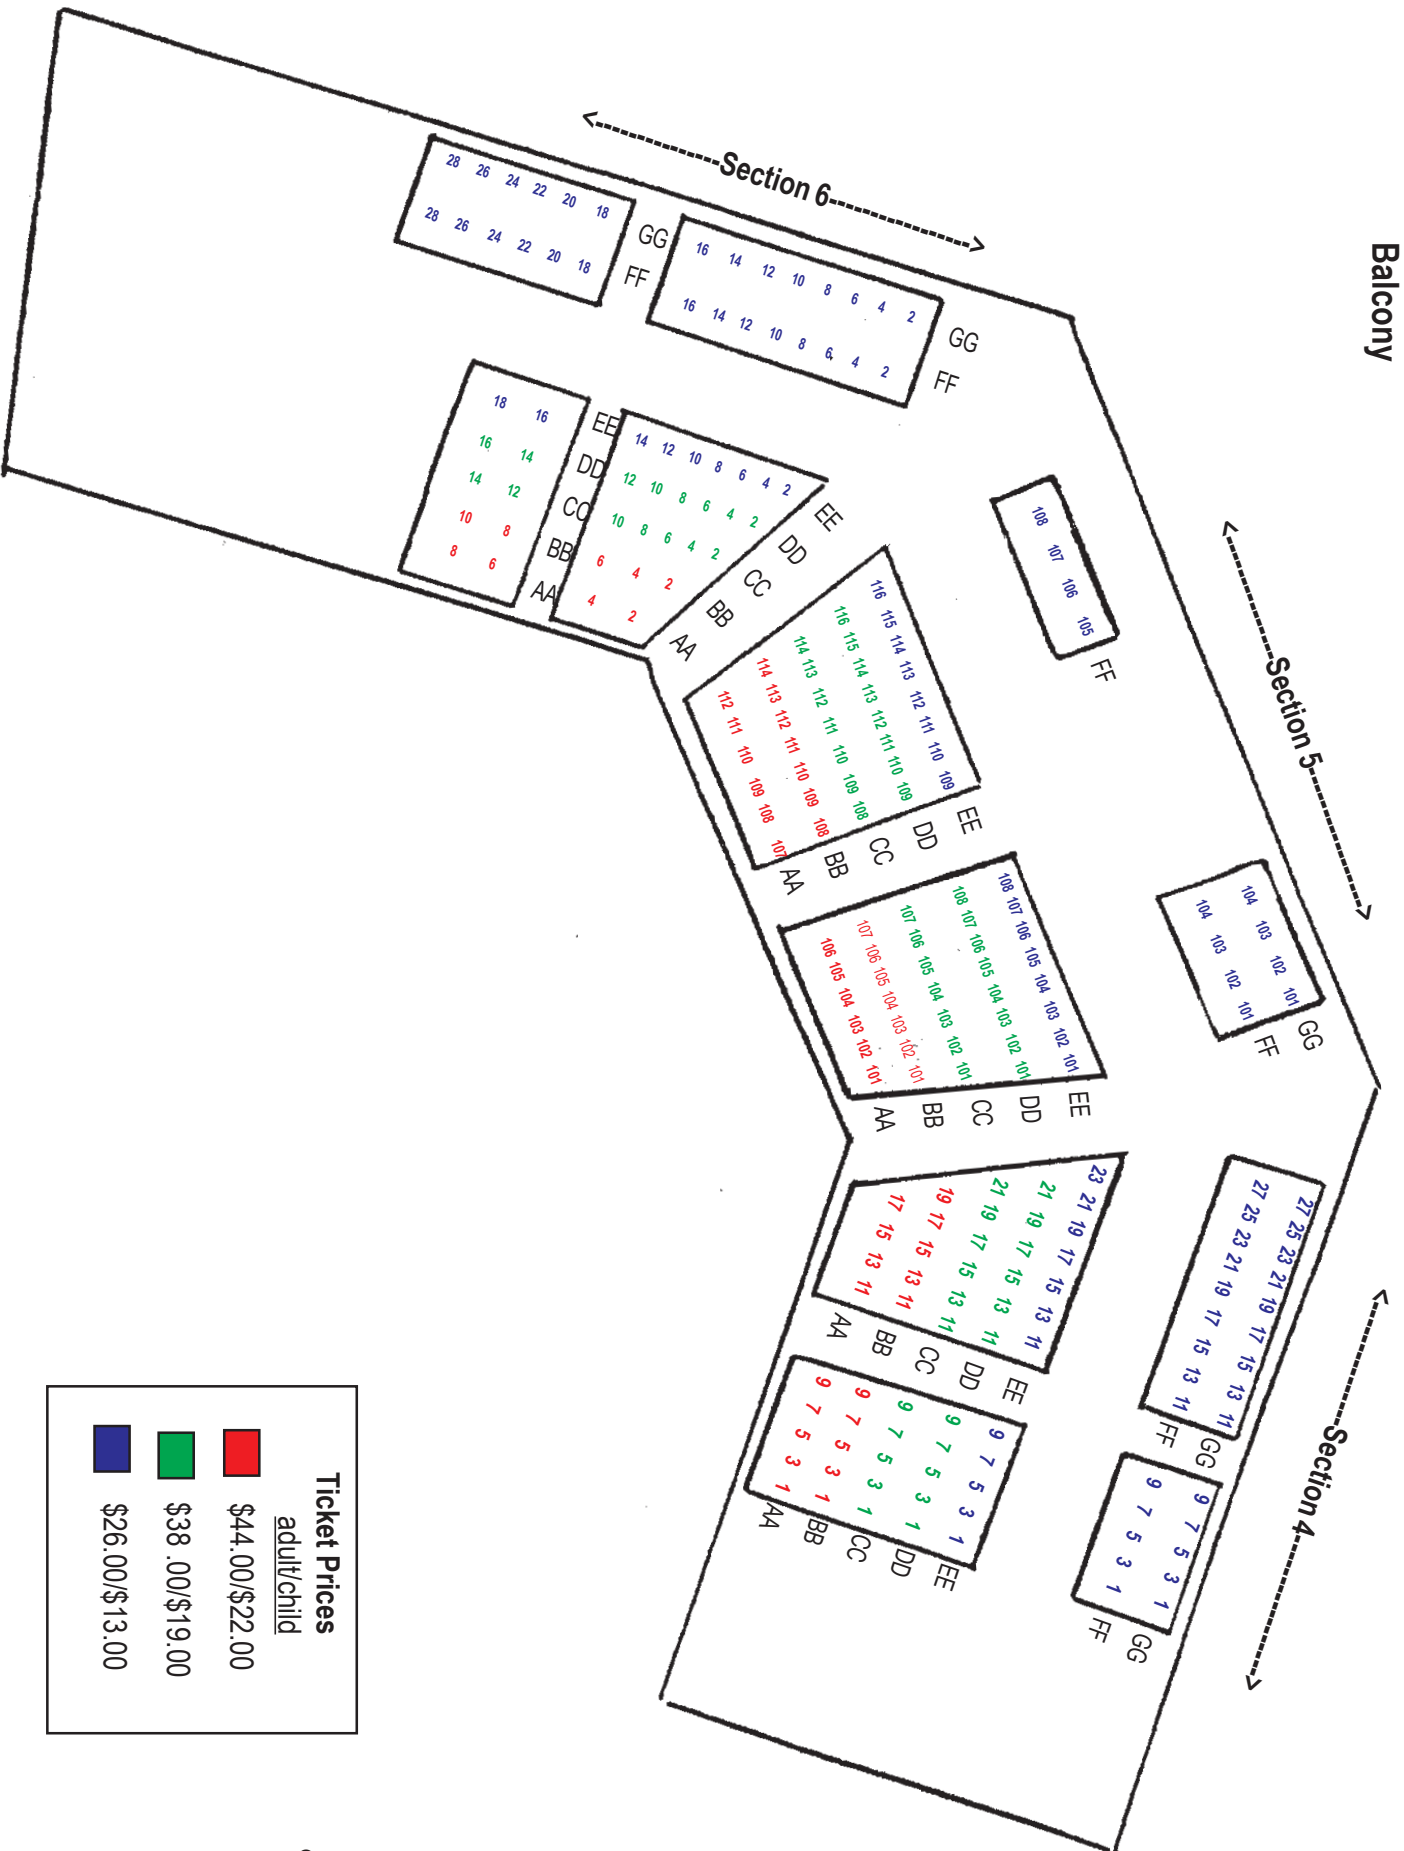 Balcony
Section 6
28 26 24 22 20 18 GG 16 14 12 10 8 6 4 2 GG
28 26 24 22 20 18 FF 16 14 12 10 8 6 4 2 FF
18 16 EE 14 12 10 8 6 4 2 EE
16 14 DD 12 10 8 6 4 2 DD
14 12 CC 10 8 6 4 2 CC
10 8 BB 6 4 2 BB
8 6 AA 4 2 AA
Section 5
104 103 102 101 GG
108 107 106 105 FF 104 103 102 101 FF
116 115 114 113 112 111 110 109 EE 108 107 106 105 104 103 102 101 EE
116 115 114 113 112 111 110 109 DD 108 107 106 105 104 103 102 101 DD
114 113 112 111 110 109 108 CC 107 106 105 104 103 102 101 CC
114 113 112 111 110 109 108 BB 107 106 105 104 103 102 101 BB
112 111 110 109 108 107 AA 106 105 104 103 102 101 AA
Section 4
27 25 23 21 19 17 15 13 11 GG 9 7 5 3 1 GG
27 25 23 21 19 17 15 13 11 FF 9 7 5 3 1 FF
23 21 19 17 15 13 11 EE 9 7 5 3 1 EE
21 19 17 15 13 11 DD 9 7 5 3 1 DD
21 19 17 15 13 11 CC 9 7 5 3 1 CC
19 17 15 13 11 BB 9 7 5 3 1 BB
17 15 13 11 AA 9 7 5 3 1 AA
Ticket Prices
adult/child
$44.00/$22.00
$38 .00/$19.00
$26.00/$13.00